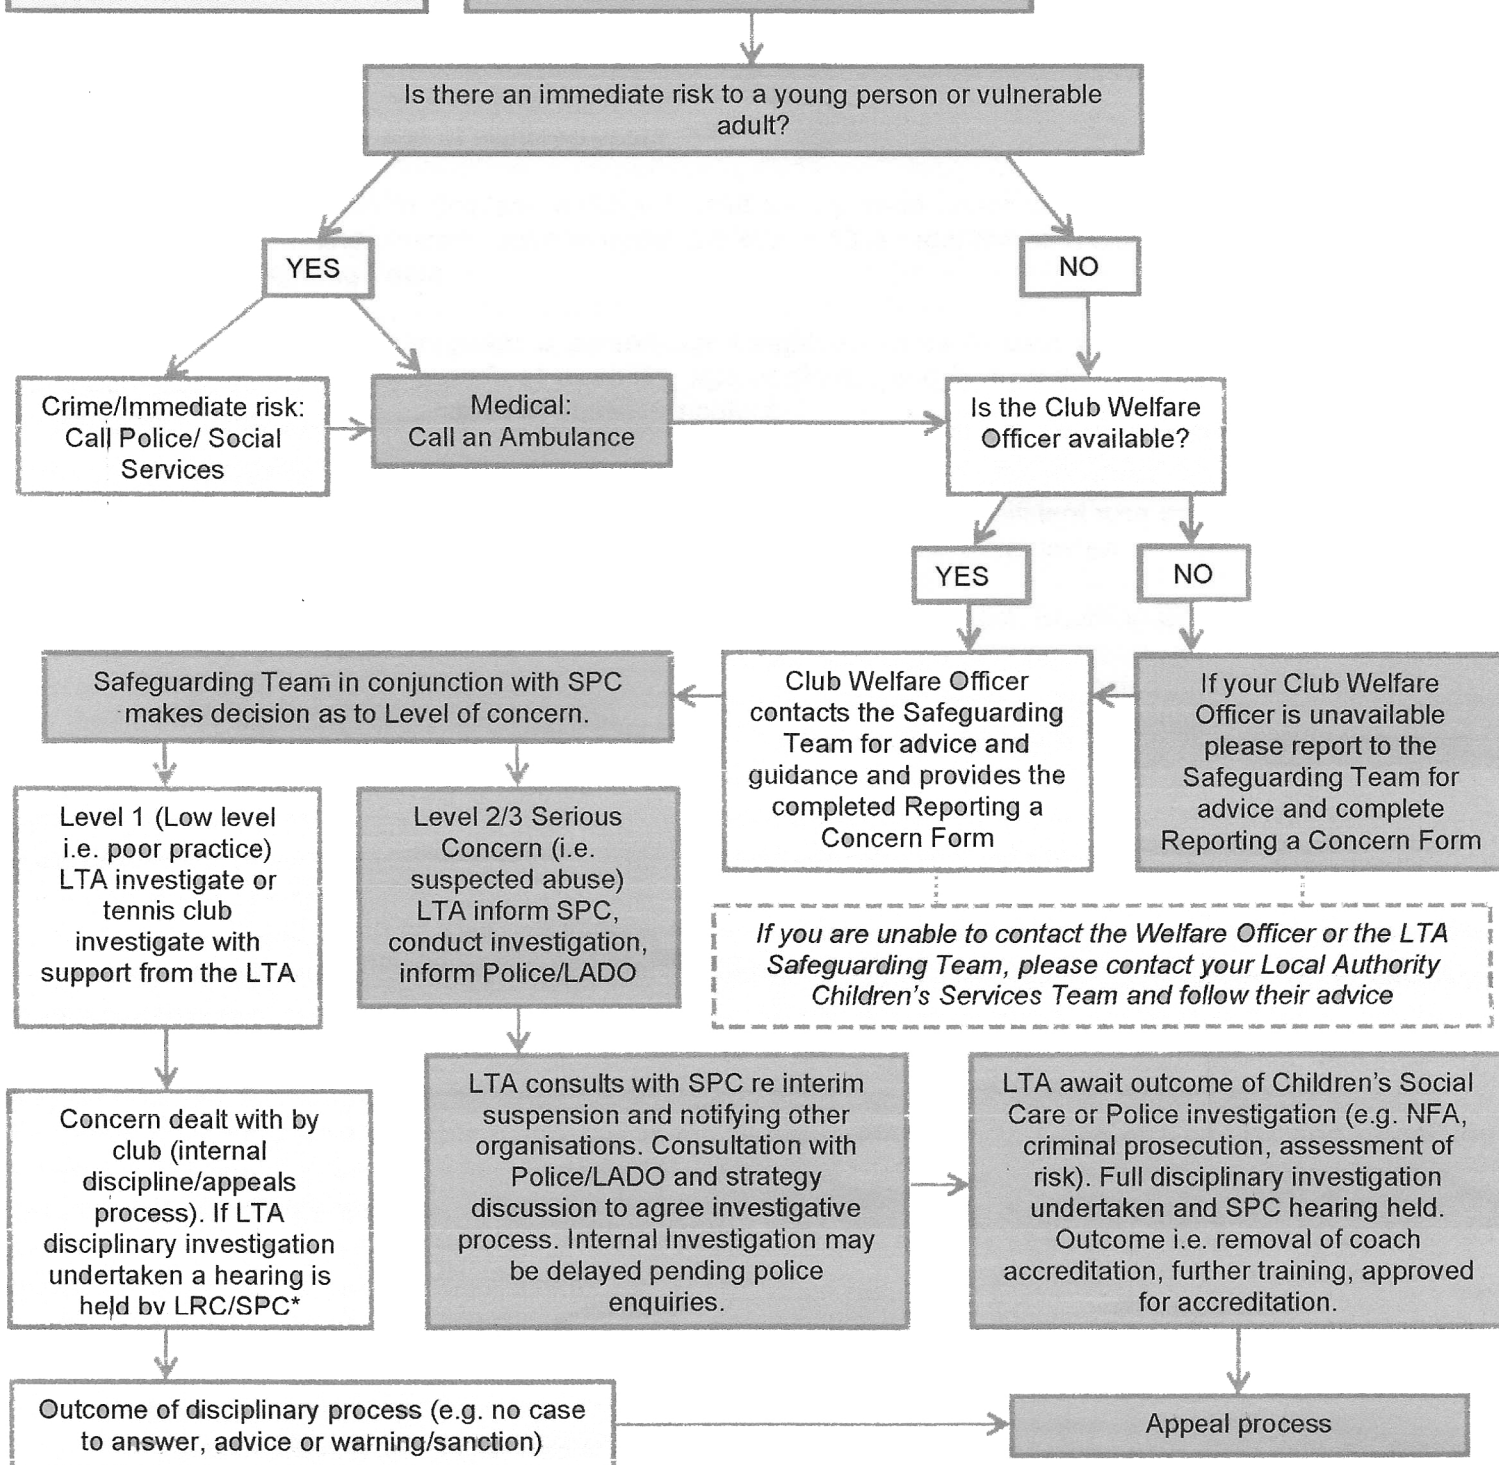 Is there an immediate risk to a young person or vulnerable
adult?
YES
NO
Crime/Immediate risk:
Call Police/ Social
Services
Medical:
Call an Ambulance
Is the Club Welfare
Officer available?
YES
NO
Safeguarding Team in conjunction with SPC
makes decision as to Level of concern.
Club Welfare Officer
contacts the Safeguarding
Team for advice and
guidance and provides the
completed Reporting a
Concern Form
If your Club Welfare
Officer is unavailable
please report to the
Safeguarding Team for
advice and complete
Reporting a Concern Form
Level 1 (Low level
i.e. poor practice)
LTA investigate or
tennis club
investigate with
support from the LTA
Level 2/3 Serious
Concern (i.e.
suspected abuse)
LTA inform SPC,
conduct investigation,
inform Police/LADO
If you are unable to contact the Welfare Officer or the LTA
Safeguarding Team, please contact your Local Authority
Children's Services Team and follow their advice
Concern dealt with by
club (internal
discipline/appeals
process). If LTA
disciplinary investigation
undertaken a hearing is
held by LRC/SPC*
LTA consults with SPC re interim
suspension and notifying other
organisations. Consultation with
Police/LADO and strategy
discussion to agree investigative
process. Internal Investigation may
be delayed pending police
enquiries.
LTA await outcome of Children's Social
Care or Police investigation (e.g. NFA,
criminal prosecution, assessment of
risk). Full disciplinary investigation
undertaken and SPC hearing held.
Outcome i.e. removal of coach
accreditation, further training, approved
for accreditation.
Outcome of disciplinary process (e.g. no case
to answer, advice or warning/sanction)
Appeal process